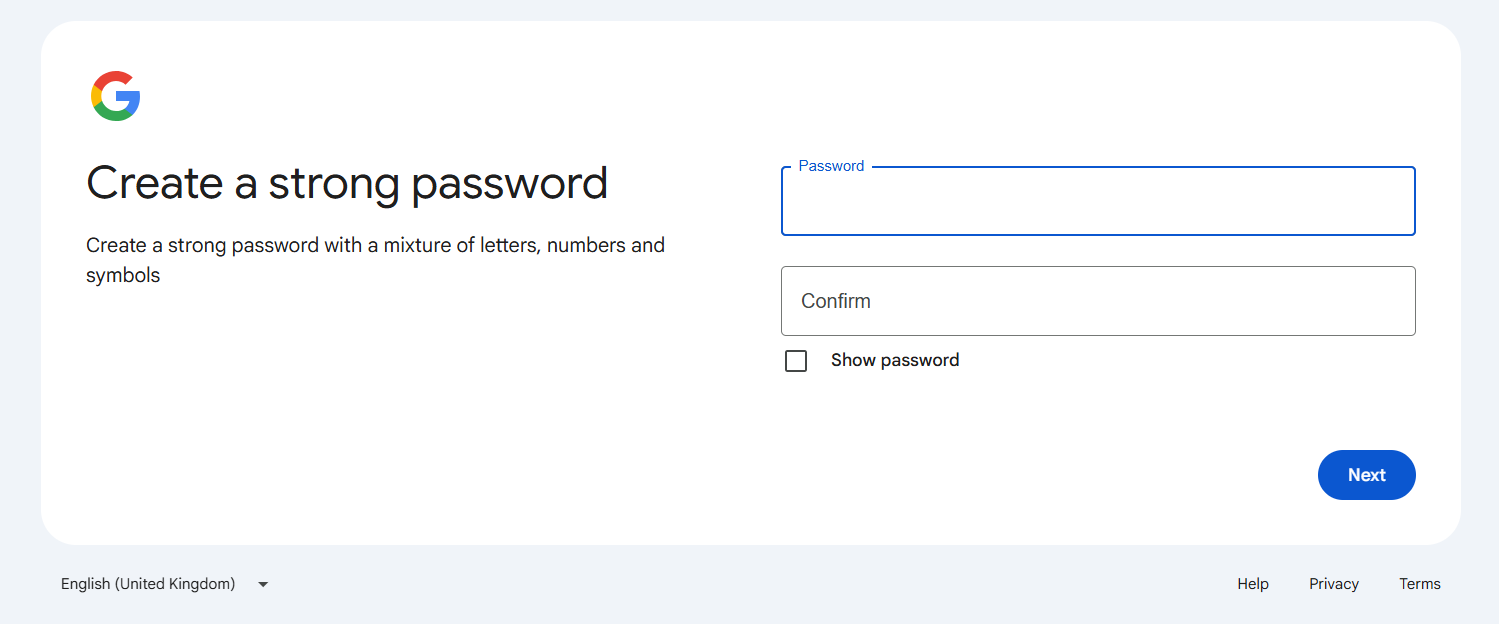 Create a strong password
Create a strong password with a mixture of letters, numbers and
symbols
Password
Confirm
Show password
Next
English (United Kingdom)
Help
Privacy
Terms